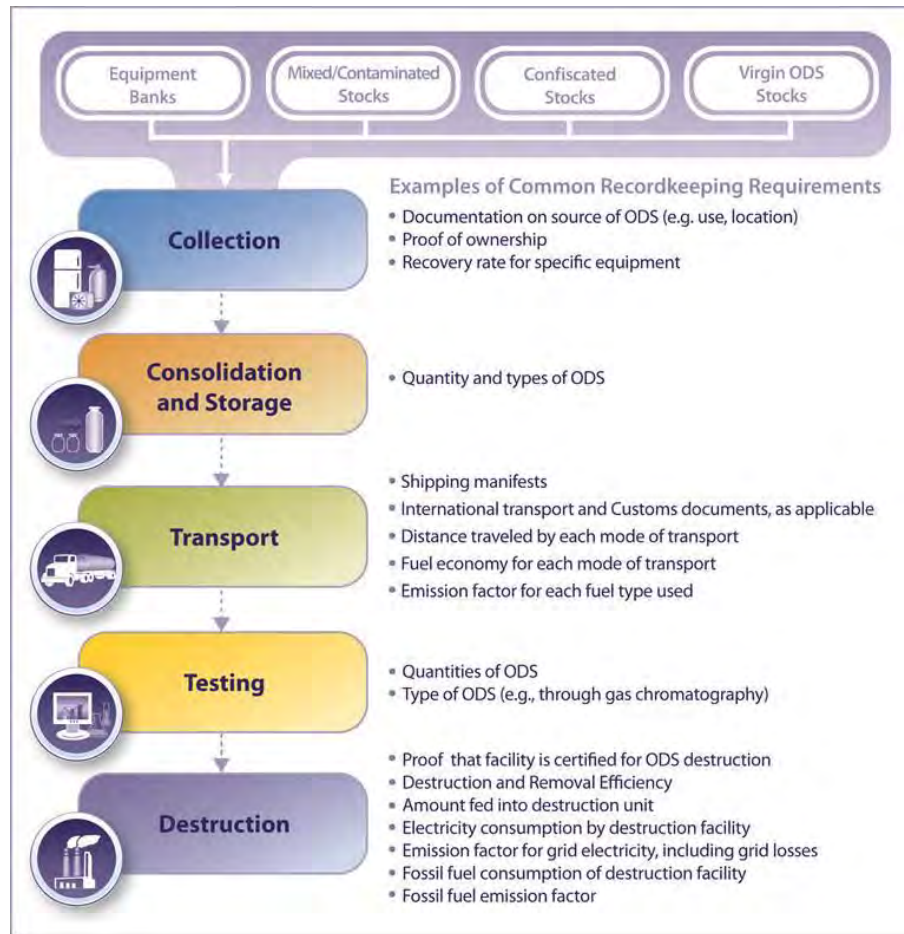 Equipment
Banks
Mixed/Contaminated
Stocks
Confiscated
Stocks
Virgin ODS
Stocks
Examples of Common Recordkeeping Requirements
Collection
• Documentation on source of ODS (e.g. use, location)
• Proof of ownership
• Recovery rate for specific equipment
Consolidation
and Storage
• Quantity and types of ODS
Transport
• Shipping manifests
• International transport and Customs documents, as applicable
• Distance traveled by each mode of transport
• Fuel economy for each mode of transport
• Emission factor for each fuel type used
Testing
• Quantities of ODS
• Type of ODS (e.g., through gas chromatography)
Destruction
• Proof that facility is certified for ODS destruction
• Destruction and Removal Efficiency
• Amount fed into destruction unit
• Electricity consumption by destruction facility
• Emission factor for grid electricity, including grid losses
• Fossil fuel consumption of destruction facility
• Fossil fuel emission factor